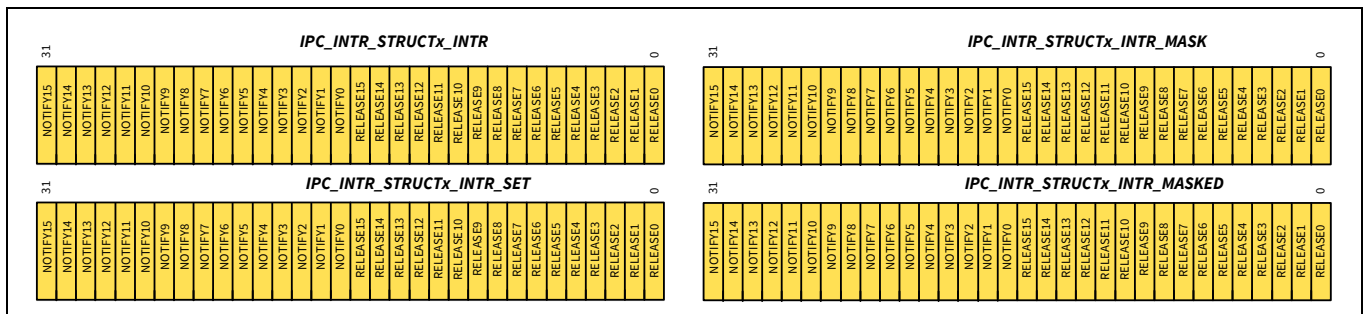 IPC_INTR_STRUCTx_INTR
31
0
NOTIFY15
NOTIFY14
NOTIFY13
NOTIFY12
NOTIFY11
NOTIFY10
NOTIFY9
NOTIFY8
NOTIFY7
NOTIFY6
NOTIFY5
NOTIFY4
NOTIFY3
NOTIFY2
NOTIFY1
NOTIFY0
RELEASE15
RELEASE14
RELEASE13
RELEASE12
RELEASE11
RELEASE10
RELEASE9
RELEASE8
RELEASE7
RELEASE6
RELEASE5
RELEASE4
RELEASE3
RELEASE2
RELEASE1
RELEASE0
IPC_INTR_STRUCTx_INTR_MASK
31
0
NOTIFY15
NOTIFY14
NOTIFY13
NOTIFY12
NOTIFY11
NOTIFY10
NOTIFY9
NOTIFY8
NOTIFY7
NOTIFY6
NOTIFY5
NOTIFY4
NOTIFY3
NOTIFY2
NOTIFY1
NOTIFY0
RELEASE15
RELEASE14
RELEASE13
RELEASE12
RELEASE11
RELEASE10
RELEASE9
RELEASE8
RELEASE7
RELEASE6
RELEASE5
RELEASE4
RELEASE3
RELEASE2
RELEASE1
RELEASE0
IPC_INTR_STRUCTx_INTR_SET
31
0
NOTIFY15
NOTIFY14
NOTIFY13
NOTIFY12
NOTIFY11
NOTIFY10
NOTIFY9
NOTIFY8
NOTIFY7
NOTIFY6
NOTIFY5
NOTIFY4
NOTIFY3
NOTIFY2
NOTIFY1
NOTIFY0
RELEASE15
RELEASE14
RELEASE13
RELEASE12
RELEASE11
RELEASE10
RELEASE9
RELEASE8
RELEASE7
RELEASE6
RELEASE5
RELEASE4
RELEASE3
RELEASE2
RELEASE1
RELEASE0
IPC_INTR_STRUCTx_INTR_MASKED
31
0
NOTIFY15
NOTIFY14
NOTIFY13
NOTIFY12
NOTIFY11
NOTIFY10
NOTIFY9
NOTIFY8
NOTIFY7
NOTIFY6
NOTIFY5
NOTIFY4
NOTIFY3
NOTIFY2
NOTIFY1
NOTIFY0
RELEASE15
RELEASE14
RELEASE13
RELEASE12
RELEASE11
RELEASE10
RELEASE9
RELEASE8
RELEASE7
RELEASE6
RELEASE5
RELEASE4
RELEASE3
RELEASE2
RELEASE1
RELEASE0